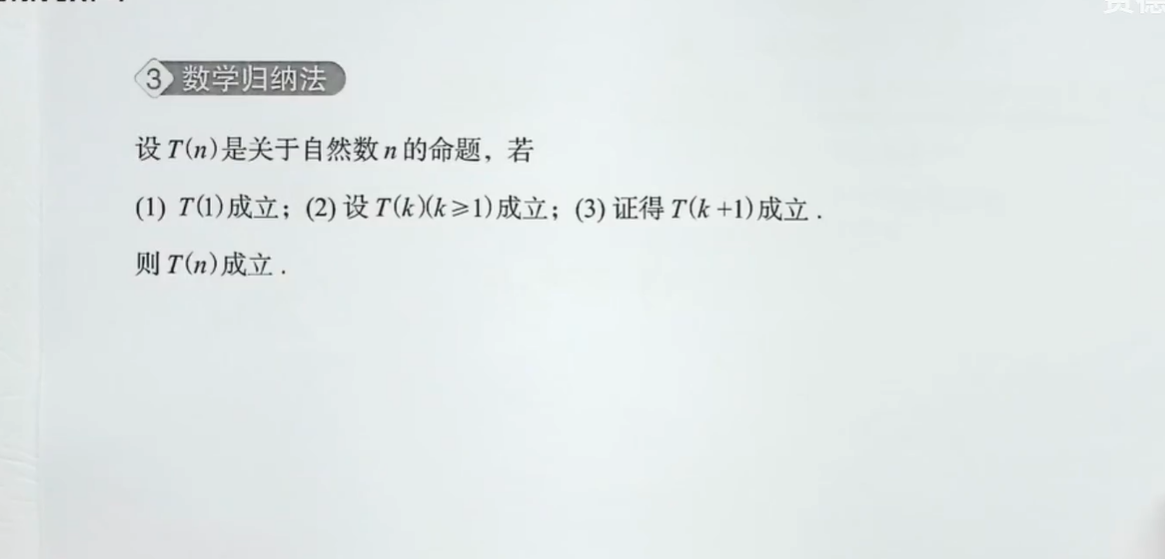 3 数学归纳法
设 T(n)是关于自然数 n 的命题，若
(1) T(1)成立；(2) 设 T(k)(k≥1)成立；(3) 证得 T(k+1)成立．
则 T(n)成立．